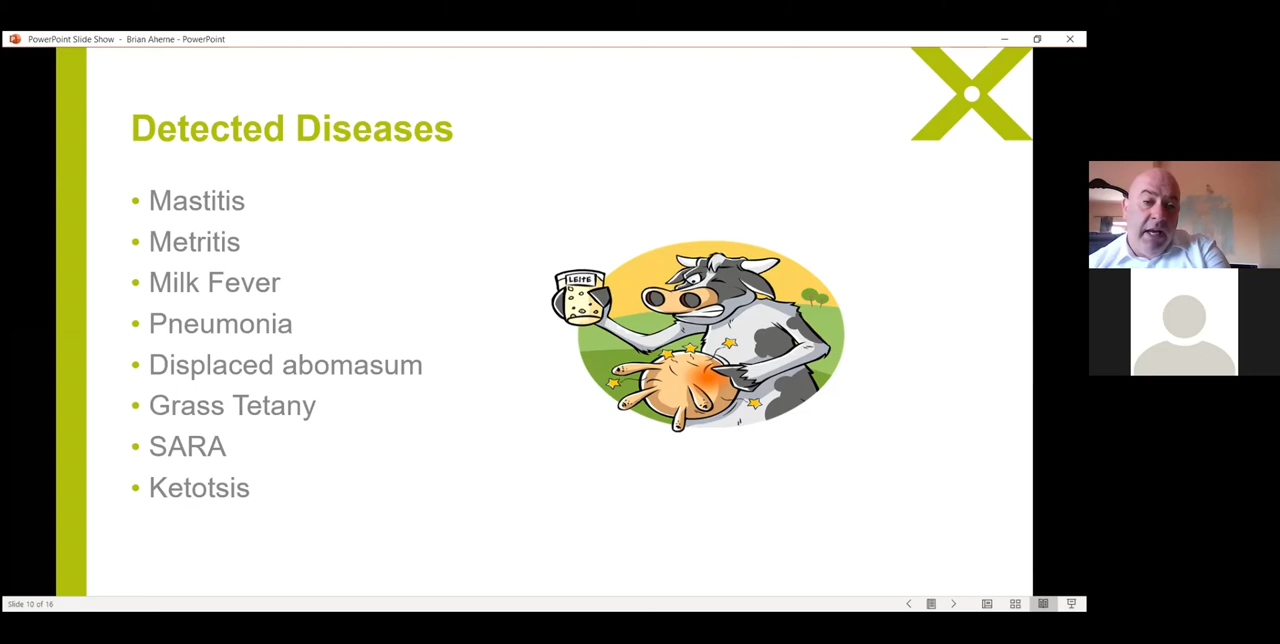 PowerPoint Slide Show - Brian Aherne - PowerPoint
Detected Diseases
• Mastitis
• Metritis
• Milk Fever
• Pneumonia
• Displaced abomasum
• Grass Tetany
• SARA
• Ketotsis
LEITE
Slide 10 of 16